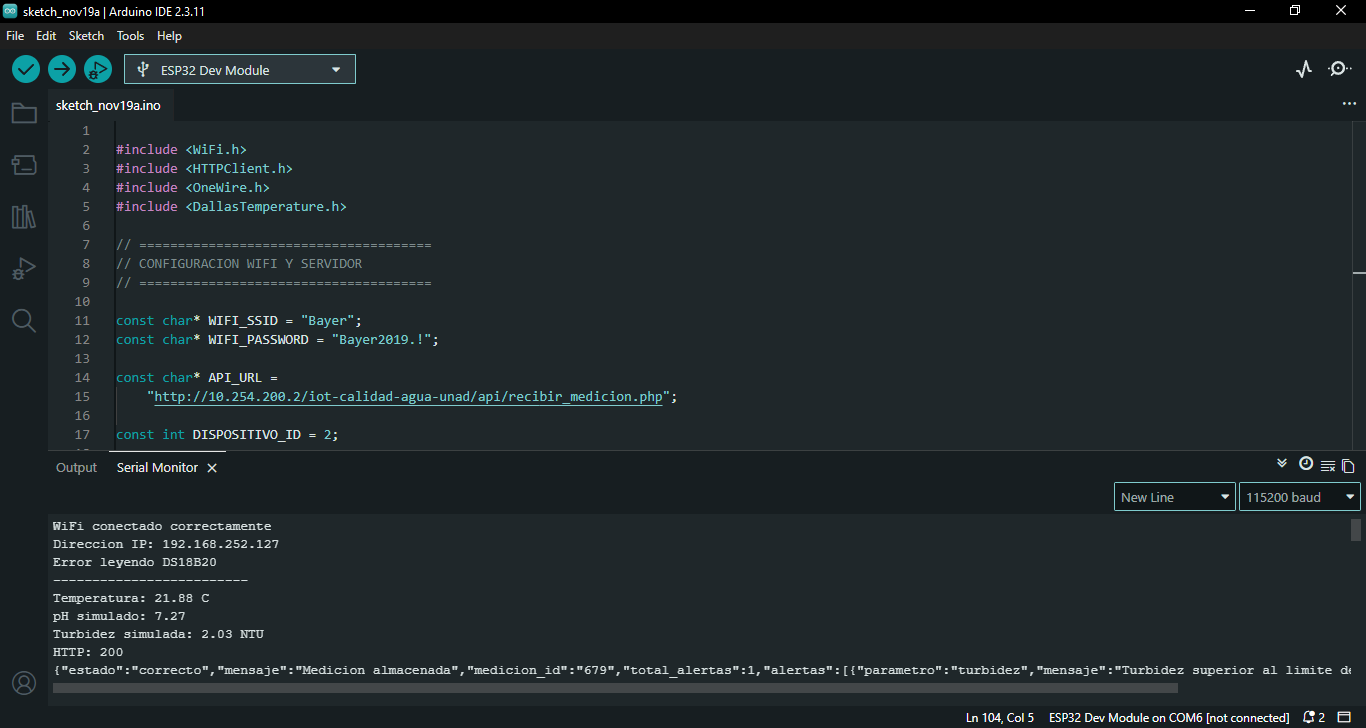 sketch_nov19a | Arduino IDE 2.3.11
File Edit Sketch Tools Help
ESP32 Dev Module
sketch_nov19a.ino
1
2 #include <WiFi.h>
3 #include <HTTPClient.h>
4 #include <OneWire.h>
5 #include <DallasTemperature.h>
6
7 // ======================================
8 // CONFIGURACION WIFI Y SERVIDOR
9 // ======================================
10
11 const char* WIFI_SSID = "Bayer";
12 const char* WIFI_PASSWORD = "Bayer2019.!";
13
14 const char* API_URL =
15 "http://10.254.200.2/iot-calidad-agua-unad/api/recibir_medicion.php";
16
17 const int DISPOSITIVO_ID = 2;
Output Serial Monitor
New Line 115200 baud
WiFi conectado correctamente
Direccion IP: 192.168.252.127
Error leyendo DS18B20
-------------------------
Temperatura: 21.88 C
pH simulado: 7.27
Turbidez simulada: 2.03 NTU
HTTP: 200
{"estado":"correcto","mensaje":"Medicion almacenada","medicion_id":"679","total_alertas":1,"alertas":[{"parametro":"turbidez","mensaje":"Turbidez superior al limite de
Ln 104, Col 5 ESP32 Dev Module on COM6 [not connected] 2